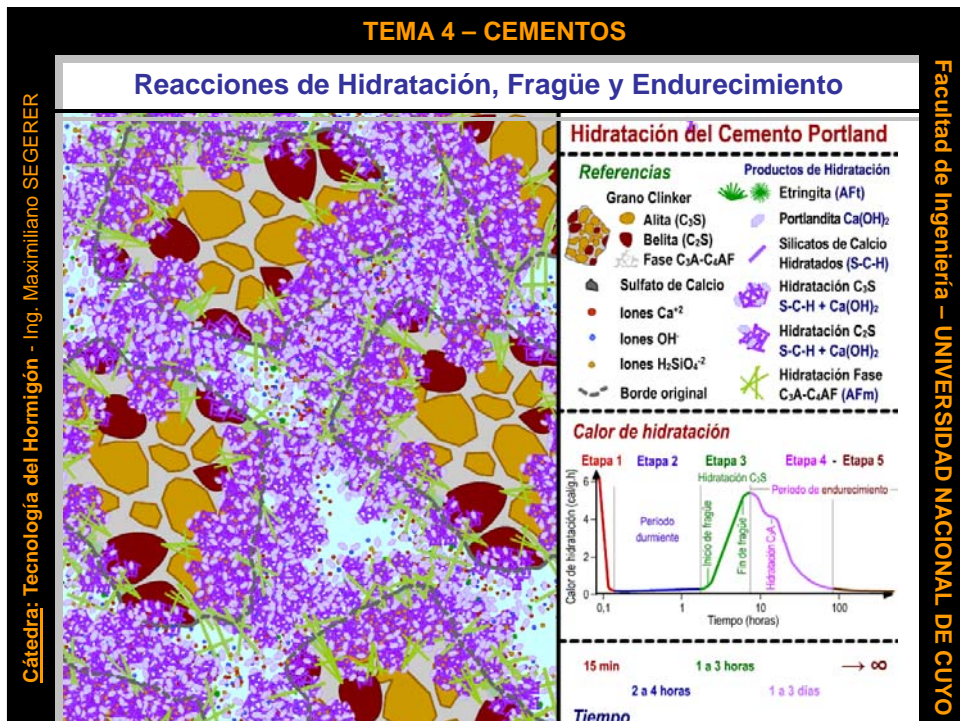 TEMA 4 – CEMENTOS
Reacciones de Hidratación, Fragüe y Endurecimiento
Cátedra: Tecnología del Hormigón - Ing. Maximiliano SEGERER
Facultad de Ingeniería – UNIVERSIDAD NACIONAL DE CUYO
Hidratación del Cemento Portland
Referencias
Grano Clinker
Alita (C₃S)
Belita (C₂S)
Fase C₃A-C₄AF
Sulfato de Calcio
Iones Ca⁺²
Iones OH⁻
Iones H₂SiO₄⁻²
Borde original
Productos de Hidratación
Etringita (AFt)
Portlandita Ca(OH)₂
Silicatos de Calcio
Hidratados (S-C-H)
Hidratación C₃S
S-C-H + Ca(OH)₂
Hidratación C₂S
S-C-H + Ca(OH)₂
Hidratación Fase
C₃A-C₄AF (AFm)
Calor de hidratación
Etapa 1 Etapa 2 Etapa 3 Etapa 4 - Etapa 5
Hidratación C₃S
Periodo de endurecimiento
Periodo
durmiente
Inicio de fragüe
Fin de fragüe
Hidratación C₃A
Calor de hidratación (cal/g.h)
6
4
2
0
0,1 1 10 100
Tiempo (horas)
15 min 1 a 3 horas → ∞
2 a 4 horas 1 a 3 días
Tiempo